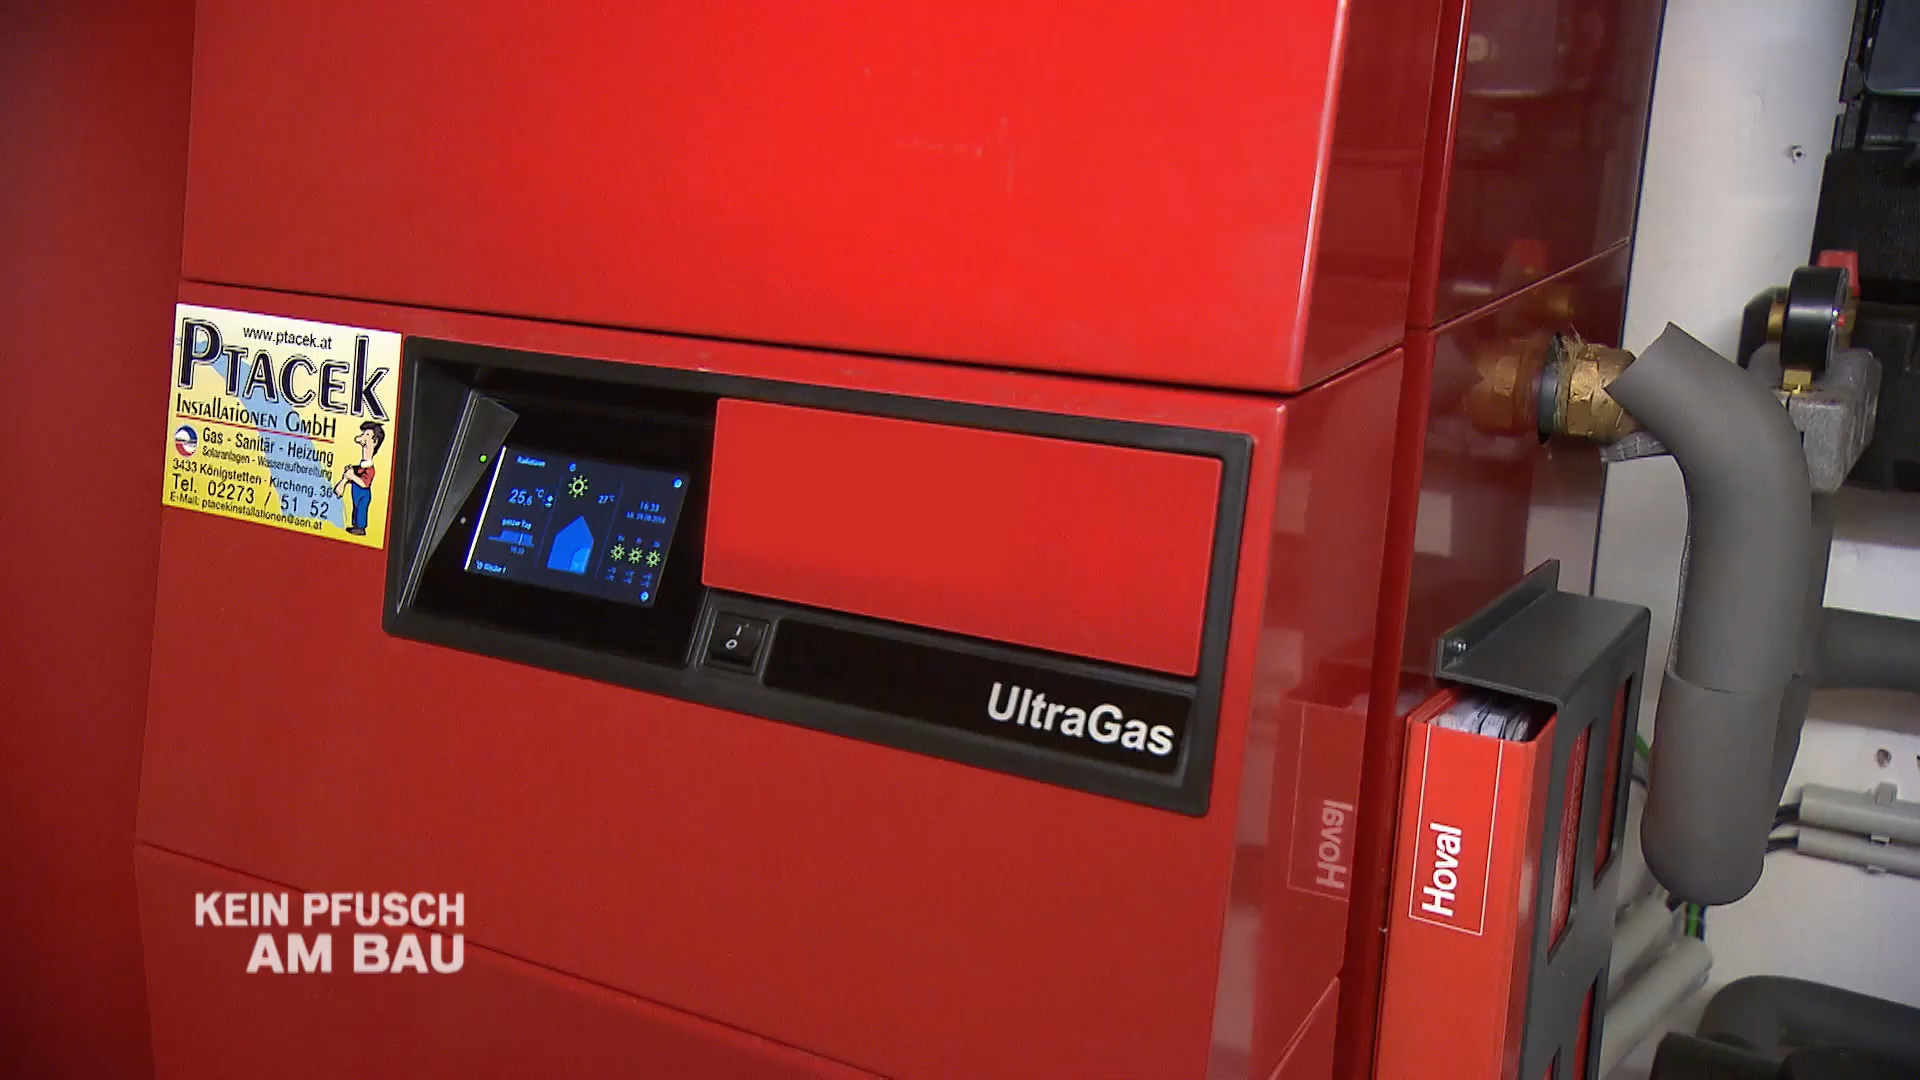 www.ptacek.at
PTACEK
INSTALLATIONEN GMBH
Gas - Sanitär - Heizung
Solaranlagen - Wasseraufbereitung
3433 Königstetten - Kircheng. 36
Tel. 02273 / 51 52
E-Mail: ptacekinstallationen@aon.at
25,6 °C
27°C
16:33
I
O
UltraGas
Hoval
Hoval
KEIN PFUSCH
AM BAU